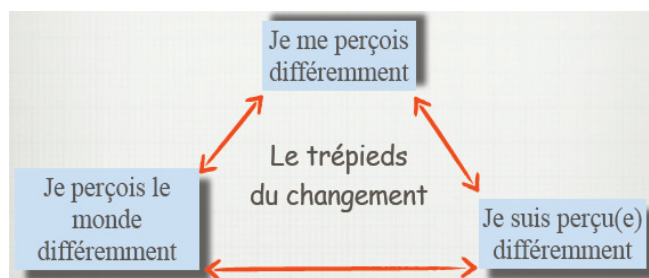 Je me perçois
différemment
Le trépieds
du changement
Je perçois le
monde
différemment
Je suis perçu(e)
différemment